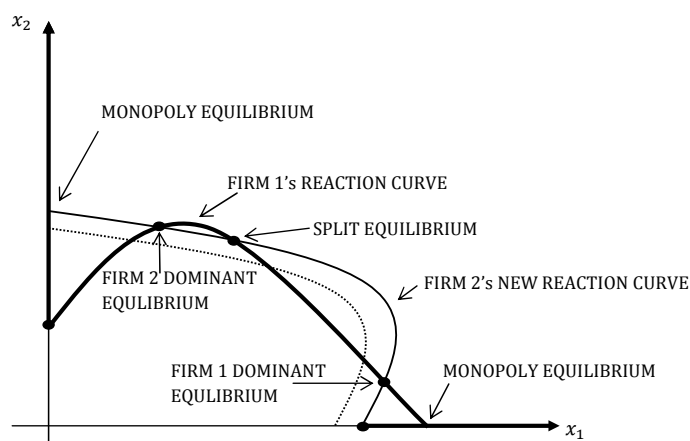 x2
MONOPOLY EQUILIBRIUM
FIRM 1's REACTION CURVE
SPLIT EQUILIBRIUM
FIRM 2 DOMINANT
EQULIBRIUM
FIRM 2's NEW REACTION CURVE
FIRM 1 DOMINANT
EQULIBRIUM
MONOPOLY EQUILIBRIUM
x1